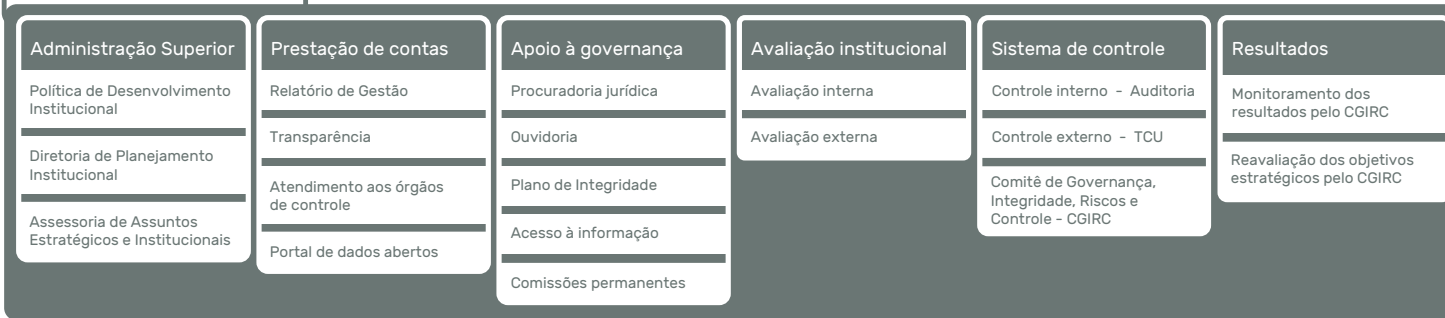 Administração Superior
Política de Desenvolvimento
Institucional
Diretoria de Planejamento
Institucional
Assessoria de Assuntos
Estratégicos e Institucionais
Prestação de contas
Relatório de Gestão
Transparência
Atendimento aos órgãos
de controle
Portal de dados abertos
Apoio à governança
Procuradoria jurídica
Ouvidoria
Plano de Integridade
Acesso à informação
Comissões permanentes
Avaliação institucional
Avaliação interna
Avaliação externa
Sistema de controle
Controle interno - Auditoria
Controle externo - TCU
Comitê de Governança,
Integridade, Riscos e
Controle - CGIRC
Resultados
Monitoramento dos
resultados pelo CGIRC
Reavaliação dos objetivos
estratégicos pelo CGIRC